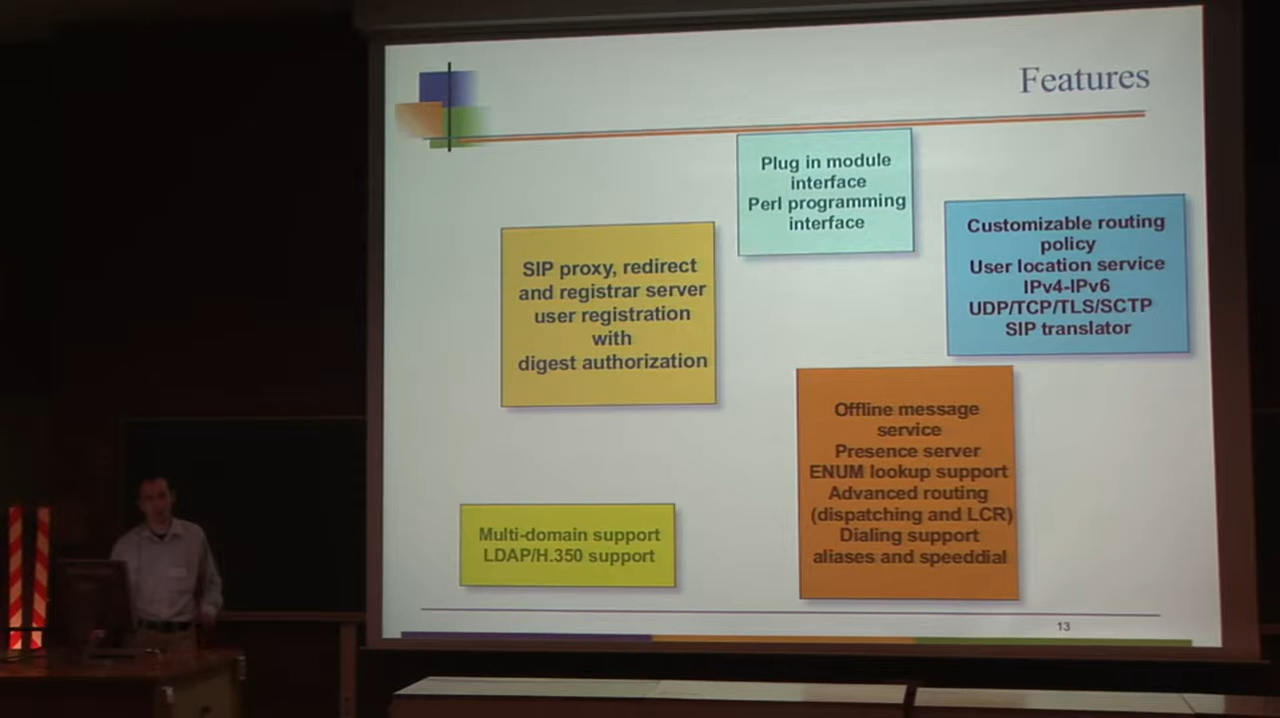 Features
Plug in module
interface
Perl programming
interface
Customizable routing
policy
User location service
IPv4-IPv6
UDP/TCP/TLS/SCTP
SIP translator
SIP proxy, redirect
and registrar server
user registration
with
digest authorization
Offline message
service
Presence server
ENUM lookup support
Advanced routing
(dispatching and LCR)
Dialing support
aliases and speeddial
Multi-domain support
LDAP/H.350 support
13